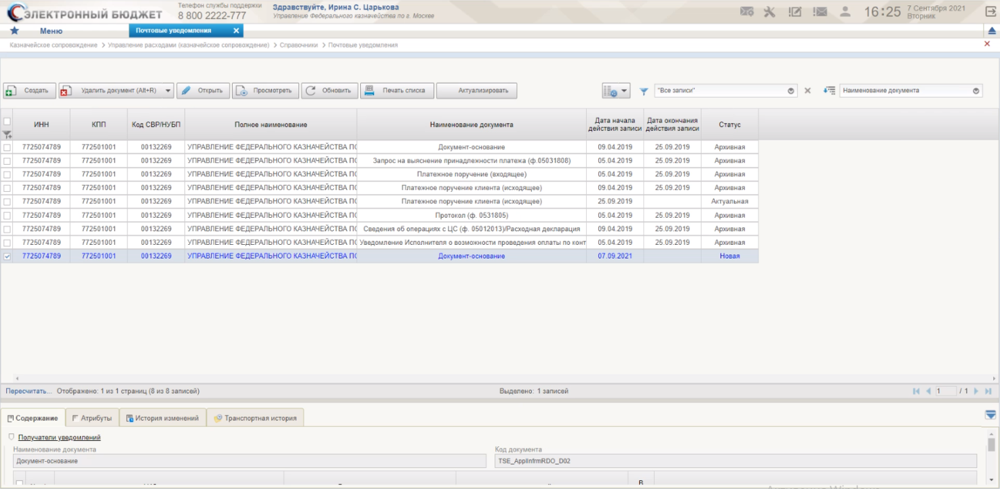 ЭЛЕКТРОННЫЙ БЮДЖЕТ
Телефон службы поддержки
8 800 2222-777
Здравствуйте, Ирина С. Царькова
Управление Федерального казначейства по г. Москве
16:25
7 Сентября 2021
Вторник
Меню
Почтовые уведомления X
Казначейское сопровождение > Управление расходами (казначейское сопровождение) > Справочники > Почтовые уведомления
Создать Удалить документ (Alt+R) Открыть Просмотреть Обновить Печать списка Актуализировать "Все записи" Наименование документа
ИНН КПП Код СВР/НУБП Полное наименование Наименование документа Дата начала действия записи Дата окончания действия записи Статус
7725074789 772501001 00132269 УПРАВЛЕНИЕ ФЕДЕРАЛЬНОГО КАЗНАЧЕЙСТВА ПО Документ-основание 09.04.2019 25.09.2019 Архивная
7725074789 772501001 00132269 УПРАВЛЕНИЕ ФЕДЕРАЛЬНОГО КАЗНАЧЕЙСТВА ПО Запрос на выяснение принадлежности платежа (ф.05031808) 05.04.2019 25.09.2019 Архивная
7725074789 772501001 00132269 УПРАВЛЕНИЕ ФЕДЕРАЛЬНОГО КАЗНАЧЕЙСТВА ПО Платежное поручение (входящее) 05.04.2019 25.09.2019 Архивная
7725074789 772501001 00132269 УПРАВЛЕНИЕ ФЕДЕРАЛЬНОГО КАЗНАЧЕЙСТВА ПО Платежное поручение клиента (исходящее) 09.04.2019 25.09.2019 Архивная
7725074789 772501001 00132269 УПРАВЛЕНИЕ ФЕДЕРАЛЬНОГО КАЗНАЧЕЙСТВА ПО Платежное поручение клиента (исходящее) 25.09.2019 Актуальная
7725074789 772501001 00132269 УПРАВЛЕНИЕ ФЕДЕРАЛЬНОГО КАЗНАЧЕЙСТВА ПО Протокол (ф. 0531805) 05.04.2019 25.09.2019 Архивная
7725074789 772501001 00132269 УПРАВЛЕНИЕ ФЕДЕРАЛЬНОГО КАЗНАЧЕЙСТВА ПО Сведения об операциях с ЦС (ф. 05012013)/Расходная декларация 09.04.2019 25.09.2019 Архивная
7725074789 772501001 00132269 УПРАВЛЕНИЕ ФЕДЕРАЛЬНОГО КАЗНАЧЕЙСТВА ПО Уведомление Исполнителя о возможности проведения оплаты по конт 05.04.2019 25.09.2019 Архивная
7725074789 772501001 00132269 УПРАВЛЕНИЕ ФЕДЕРАЛЬНОГО КАЗНАЧЕЙСТВА ПО Документ-основание 07.09.2021 Новая
Пересчитать... Отображено: 1 из 1 страниц (8 из 8 записей) Выделено: 1 записей 1 / 1
Содержание Атрибуты История изменений Транспортная история
Получатели уведомлений
Наименование документа Код документа
Документ-основание TSE_ApplInfrmRDO_D02
В